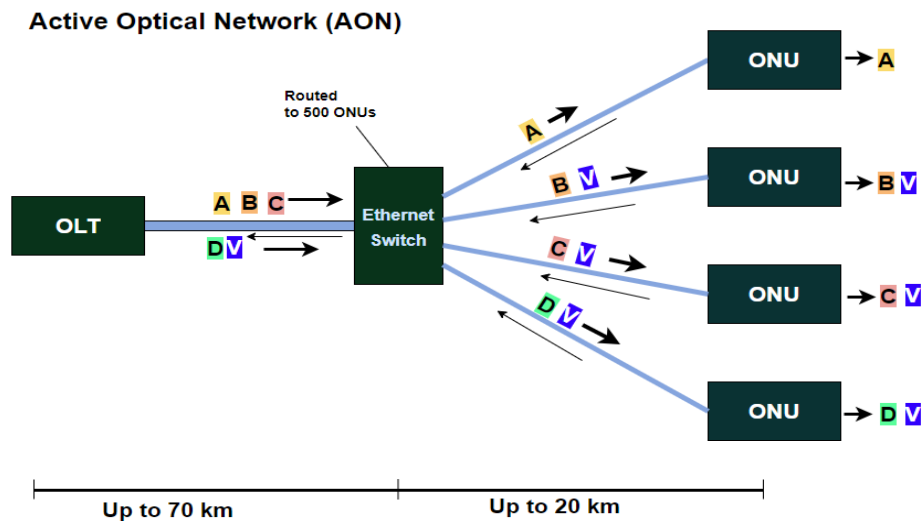 Active Optical Network (AON)
Routed
to 500 ONUs
OLT
A B C
D V
Ethernet
Switch
A
B V
C V
D V
ONU
A
ONU
B V
ONU
C V
ONU
D V
Up to 70 km
Up to 20 km